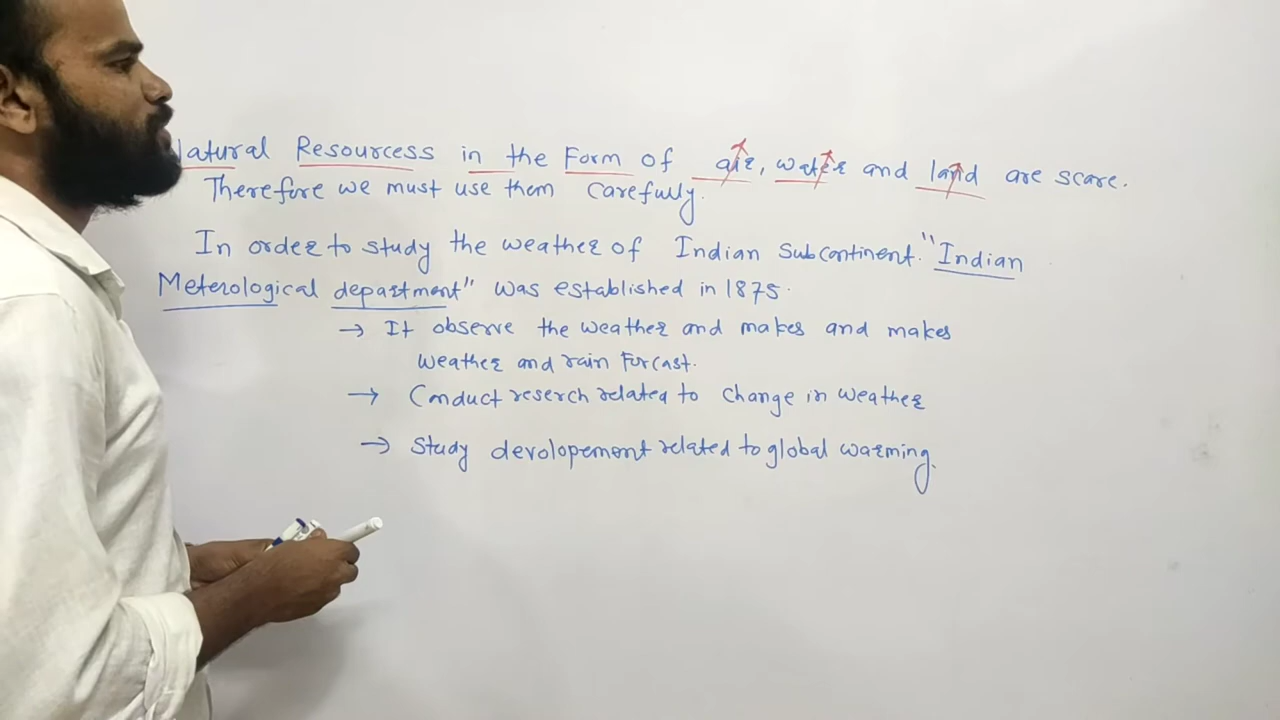 Natural Resourcess in the Form of air, water and land are scare.
Therefore we must use them carefully.
In order to study the weather of Indian Subcontinent. "Indian
Meterological department" was established in 1875.
→ It observe the weather and makes and makes
weather and rain Forcast.
→ Conduct reserch related to change in weather
→ Study devolopement related to global warming.